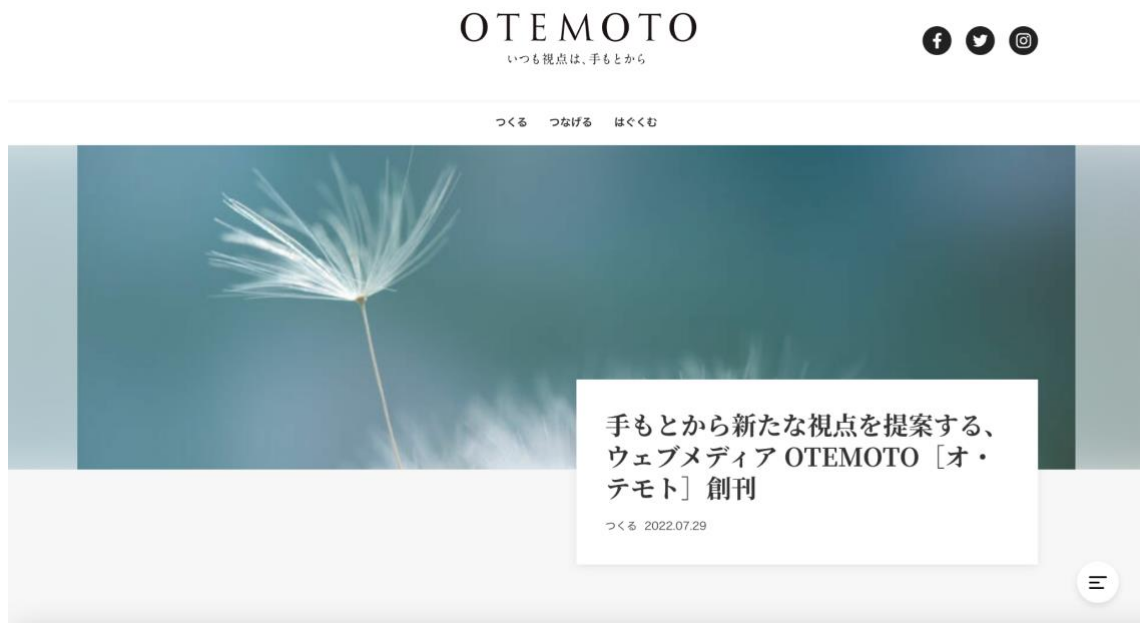 OTEMOTO
いつも視点は、手もとから
つくる つなげる はぐくむ
手もとから新たな視点を提案する、
ウェブメディア OTEMOTO［オ・
テモト］創刊
つくる 2022.07.29